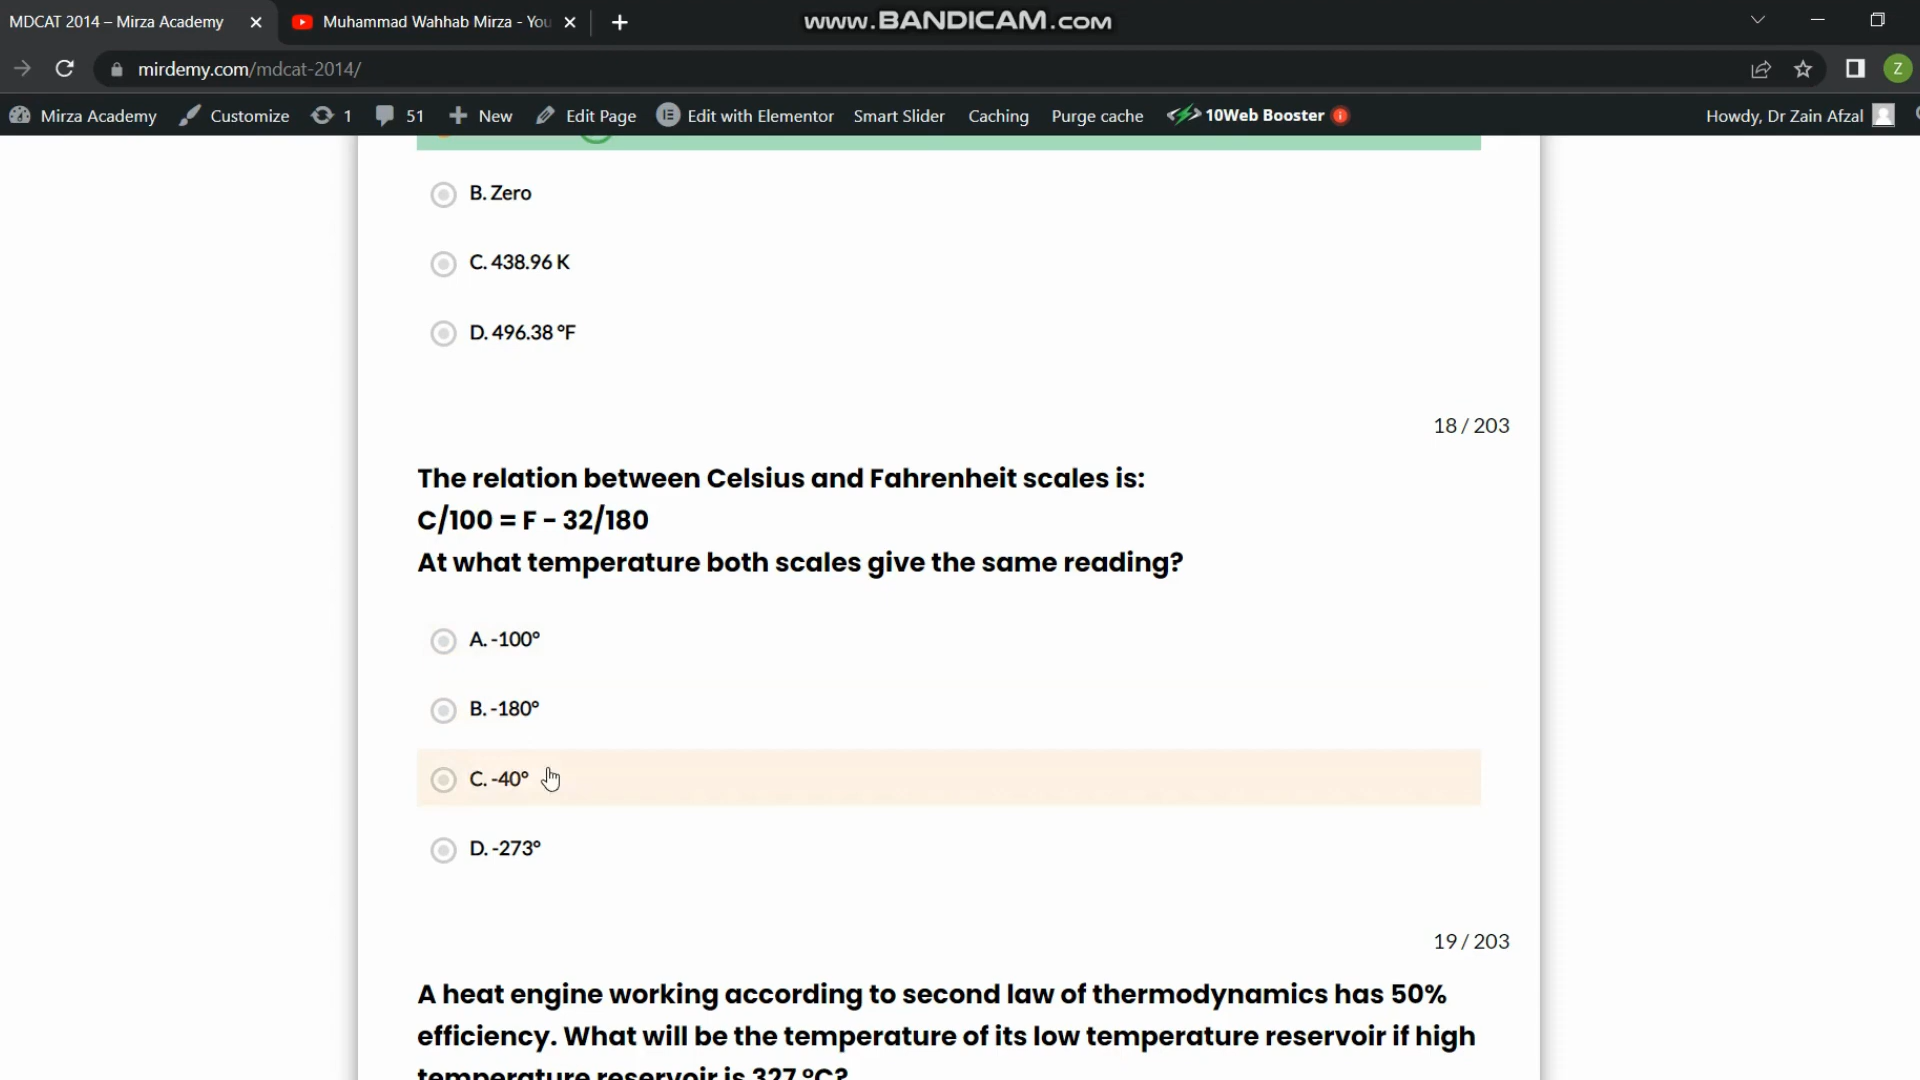 MDCAT 2014 – Mirza Academy
Muhammad Wahhab Mirza - You
www.BANDICAM.com
mirdemy.com/mdcat-2014/
Z
Mirza Academy
Customize
1
51
New
Edit Page
Edit with Elementor
Smart Slider
Caching
Purge cache
10Web Booster
Howdy, Dr Zain Afzal
B. Zero
C. 438.96 K
D. 496.38 °F
18 / 203
The relation between Celsius and Fahrenheit scales is:
C/100 = F - 32/180
At what temperature both scales give the same reading?
A. -100°
B. -180°
C. -40°
D. -273°
19 / 203
A heat engine working according to second law of thermodynamics has 50%
efficiency. What will be the temperature of its low temperature reservoir if high
temperature reservoir is 327 °C?